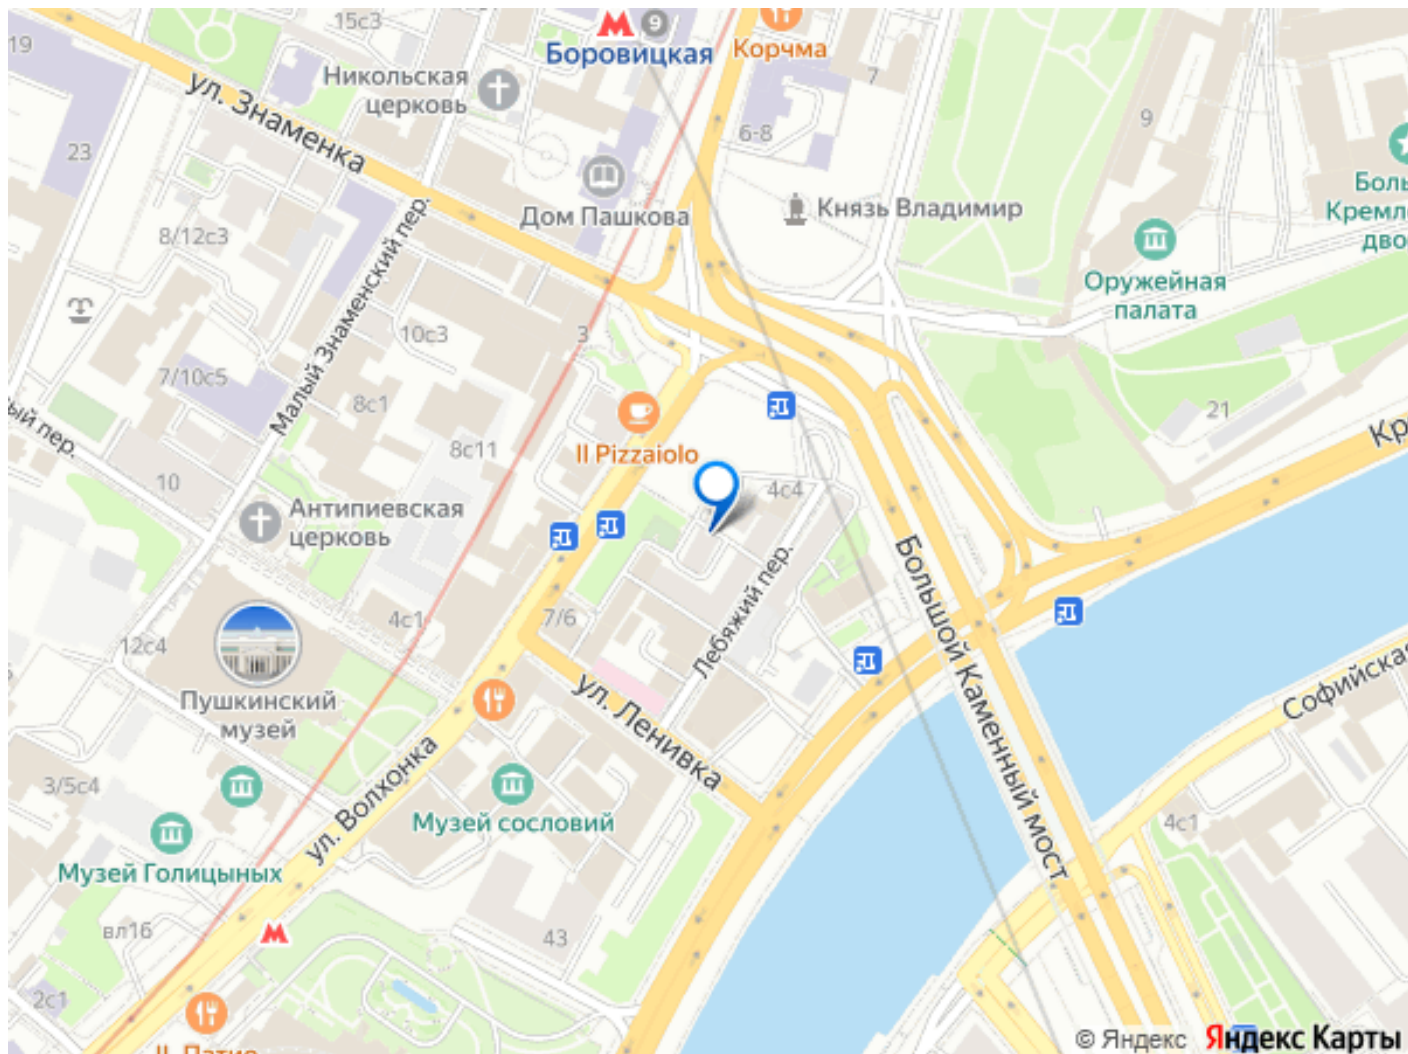 15с3
9
Боровицкая
Корчма
19
7
Никольская
церковь
ул. Знаменка
6-8
9
23
Дом Пашкова
Князь Владимир
Оружейная
палата
8/12с3
Малый Знаменский пер.
10с3
3
7/10с5
8с1
Il Pizzaiolo
21
8с11
пер.
10
4с4
Антипиевская
церковь
Большой Каменный мост
Лебяжий пер.
4с1
7/6
12с4
Пушкинский
музей
ул. Ленивка
Софийская
ул. Волхонка
3/5с4
Музей сословий
4с1
Музей Голицыных
вл16
43
2с1
© Яндекс Яндекс Карты